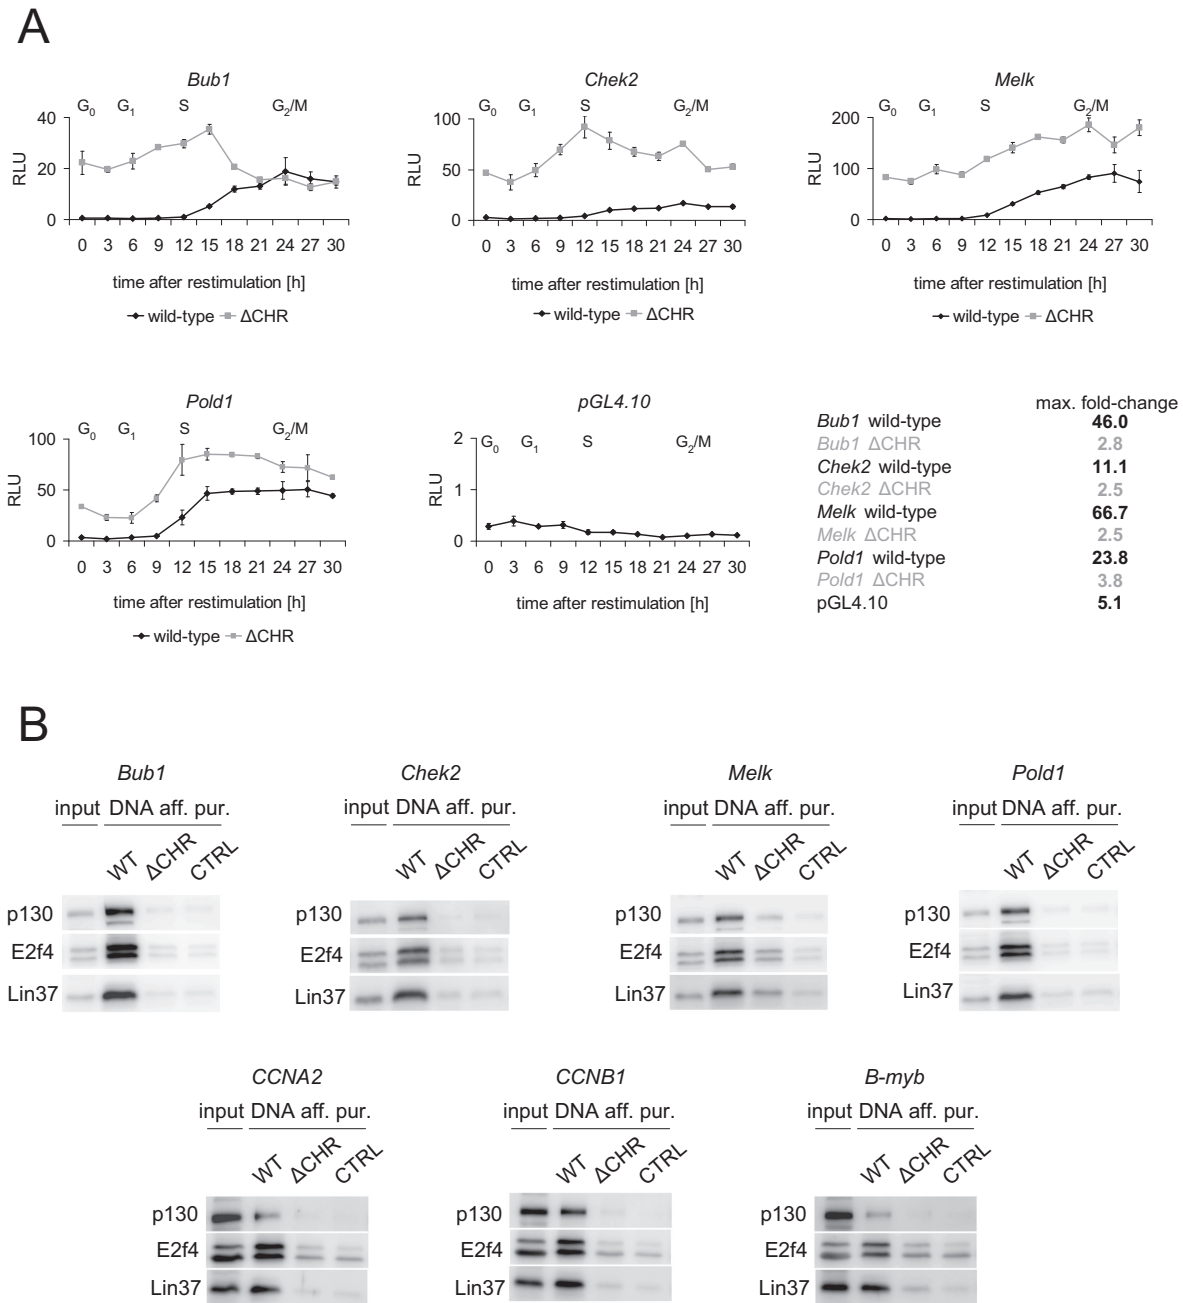 A
Bub1
G0 G1 S G2/M
40
20
0
RLU
0 3 6 9 12 15 18 21 24 27 30
time after restimulation [h]
wild-type ΔCHR
Chek2
G0 G1 S G2/M
100
50
0
RLU
0 3 6 9 12 15 18 21 24 27 30
time after restimulation [h]
wild-type ΔCHR
Melk
G0 G1 S G2/M
200
100
0
RLU
0 3 6 9 12 15 18 21 24 27 30
time after restimulation [h]
wild-type ΔCHR
Pold1
G0 G1 S G2/M
100
50
0
RLU
0 3 6 9 12 15 18 21 24 27 30
time after restimulation [h]
wild-type ΔCHR
pGL4.10
G0 G1 S G2/M
2
1
0
RLU
0 3 6 9 12 15 18 21 24 27 30
time after restimulation [h]
max. fold-change
Bub1 wild-type 46.0
Bub1 ΔCHR 2.8
Chek2 wild-type 11.1
Chek2 ΔCHR 2.5
Melk wild-type 66.7
Melk ΔCHR 2.5
Pold1 wild-type 23.8
Pold1 ΔCHR 3.8
pGL4.10 5.1
B
Bub1
input DNA aff. pur.
WT ΔCHR CTRL
p130
E2f4
Lin37
Chek2
input DNA aff. pur.
WT ΔCHR CTRL
p130
E2f4
Lin37
Melk
input DNA aff. pur.
WT ΔCHR CTRL
p130
E2f4
Lin37
Pold1
input DNA aff. pur.
WT ΔCHR CTRL
p130
E2f4
Lin37
CCNA2
input DNA aff. pur.
WT ΔCHR CTRL
p130
E2f4
Lin37
CCNB1
input DNA aff. pur.
WT ΔCHR CTRL
p130
E2f4
Lin37
B-myb
input DNA aff. pur.
WT ΔCHR CTRL
p130
E2f4
Lin37